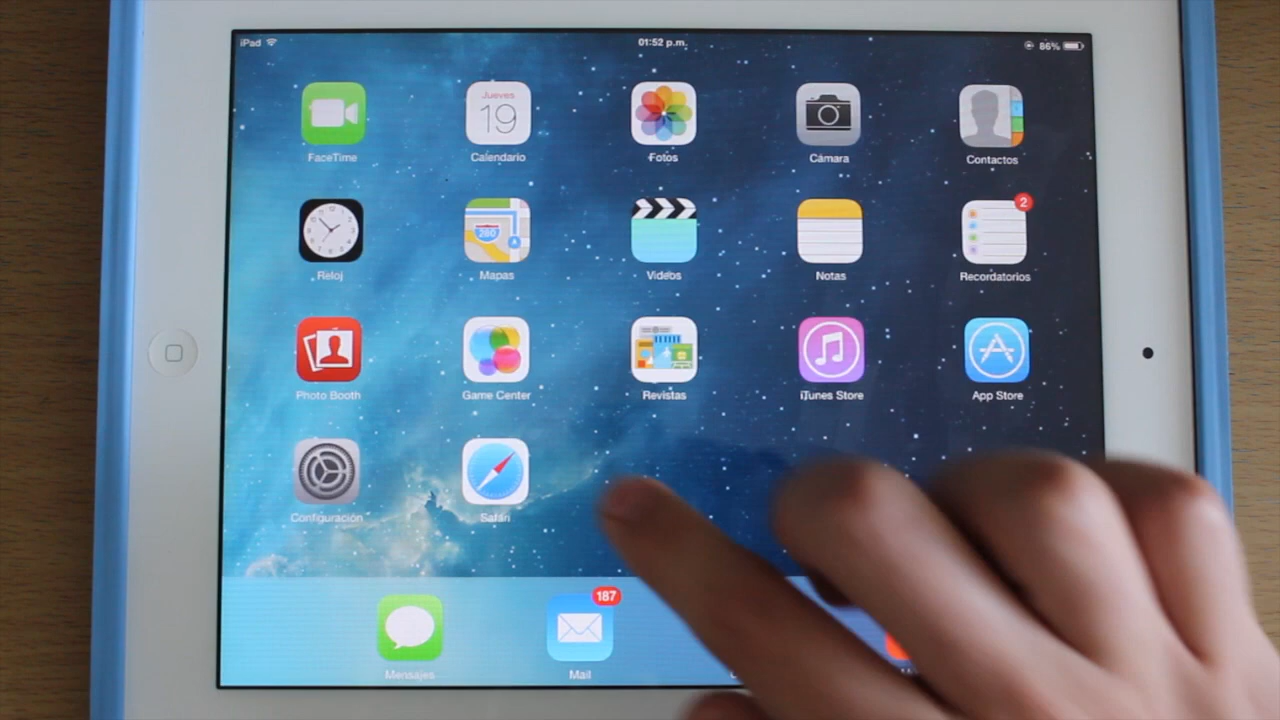 iPad
01:52 p.m.
86%
Jueves
19
FaceTime
Calendario
Fotos
Cámara
Contactos
280
2
Reloj
Mapas
Videos
Notas
Recordatorios
Photo Booth
Game Center
Revistas
iTunes Store
App Store
Configuración
Safari
187
Mensajes
Mail